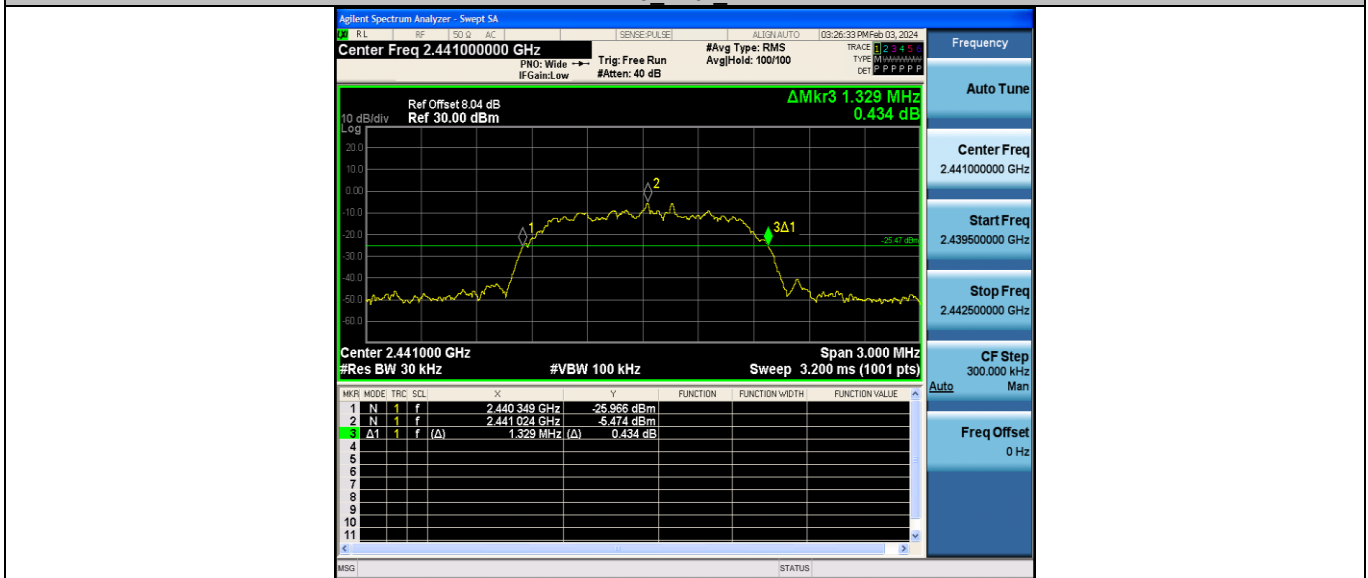 Agilent Spectrum Analyzer - Swept SA
RL RF 50 Ω AC SENSE:PULSE ALIGNAUTO 03:26:33 PM Feb 03, 2024
Center Freq 2.441000000 GHz
#Avg Type: RMS
TRACE 1 2 3 4 5 6
PNO: Wide
Trig: Free Run
Avg|Hold: 100/100
TYPE M
IFGain:Low
#Atten: 40 dB
DET P P P P P P
ΔMkr3 1.329 MHz
0.434 dB
Ref Offset 8.04 dB
10 dB/div Ref 30.00 dBm
Log
20.0
10.0
0.00
-10.0
-20.0
-30.0
-40.0
-50.0
-60.0
1
2
3Δ1
-25.47 dBm
Center 2.441000 GHz Span 3.000 MHz
#Res BW 30 kHz #VBW 100 kHz Sweep 3.200 ms (1001 pts)
MKR MODE TRC SCL X Y FUNCTION FUNCTION WIDTH FUNCTION VALUE
1 N 1 f 2.440 349 GHz -25.966 dBm
2 N 1 f 2.441 024 GHz -5.474 dBm
3 Δ1 1 f (Δ) 1.329 MHz (Δ) 0.434 dB
4
5
6
7
8
9
10
11
MSG STATUS
Frequency
Auto Tune
Center Freq
2.441000000 GHz
Start Freq
2.439500000 GHz
Stop Freq
2.442500000 GHz
CF Step
300.000 kHz
Auto Man
Freq Offset
0 Hz